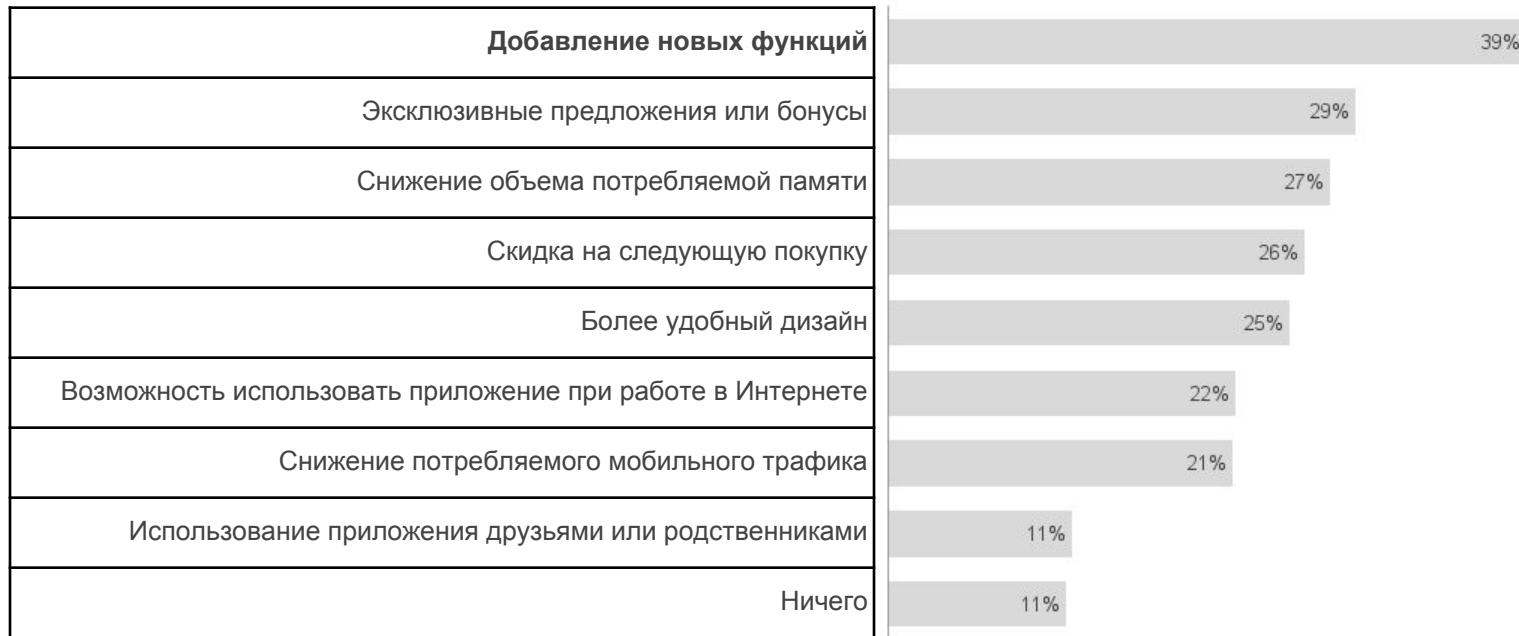 Добавление новых функций 39%
Эксклюзивные предложения или бонусы 29%
Снижение объема потребляемой памяти 27%
Скидка на следующую покупку 26%
Более удобный дизайн 25%
Возможность использовать приложение при работе в Интернете 22%
Снижение потребляемого мобильного трафика 21%
Использование приложения друзьями или родственниками 11%
Ничего 11%